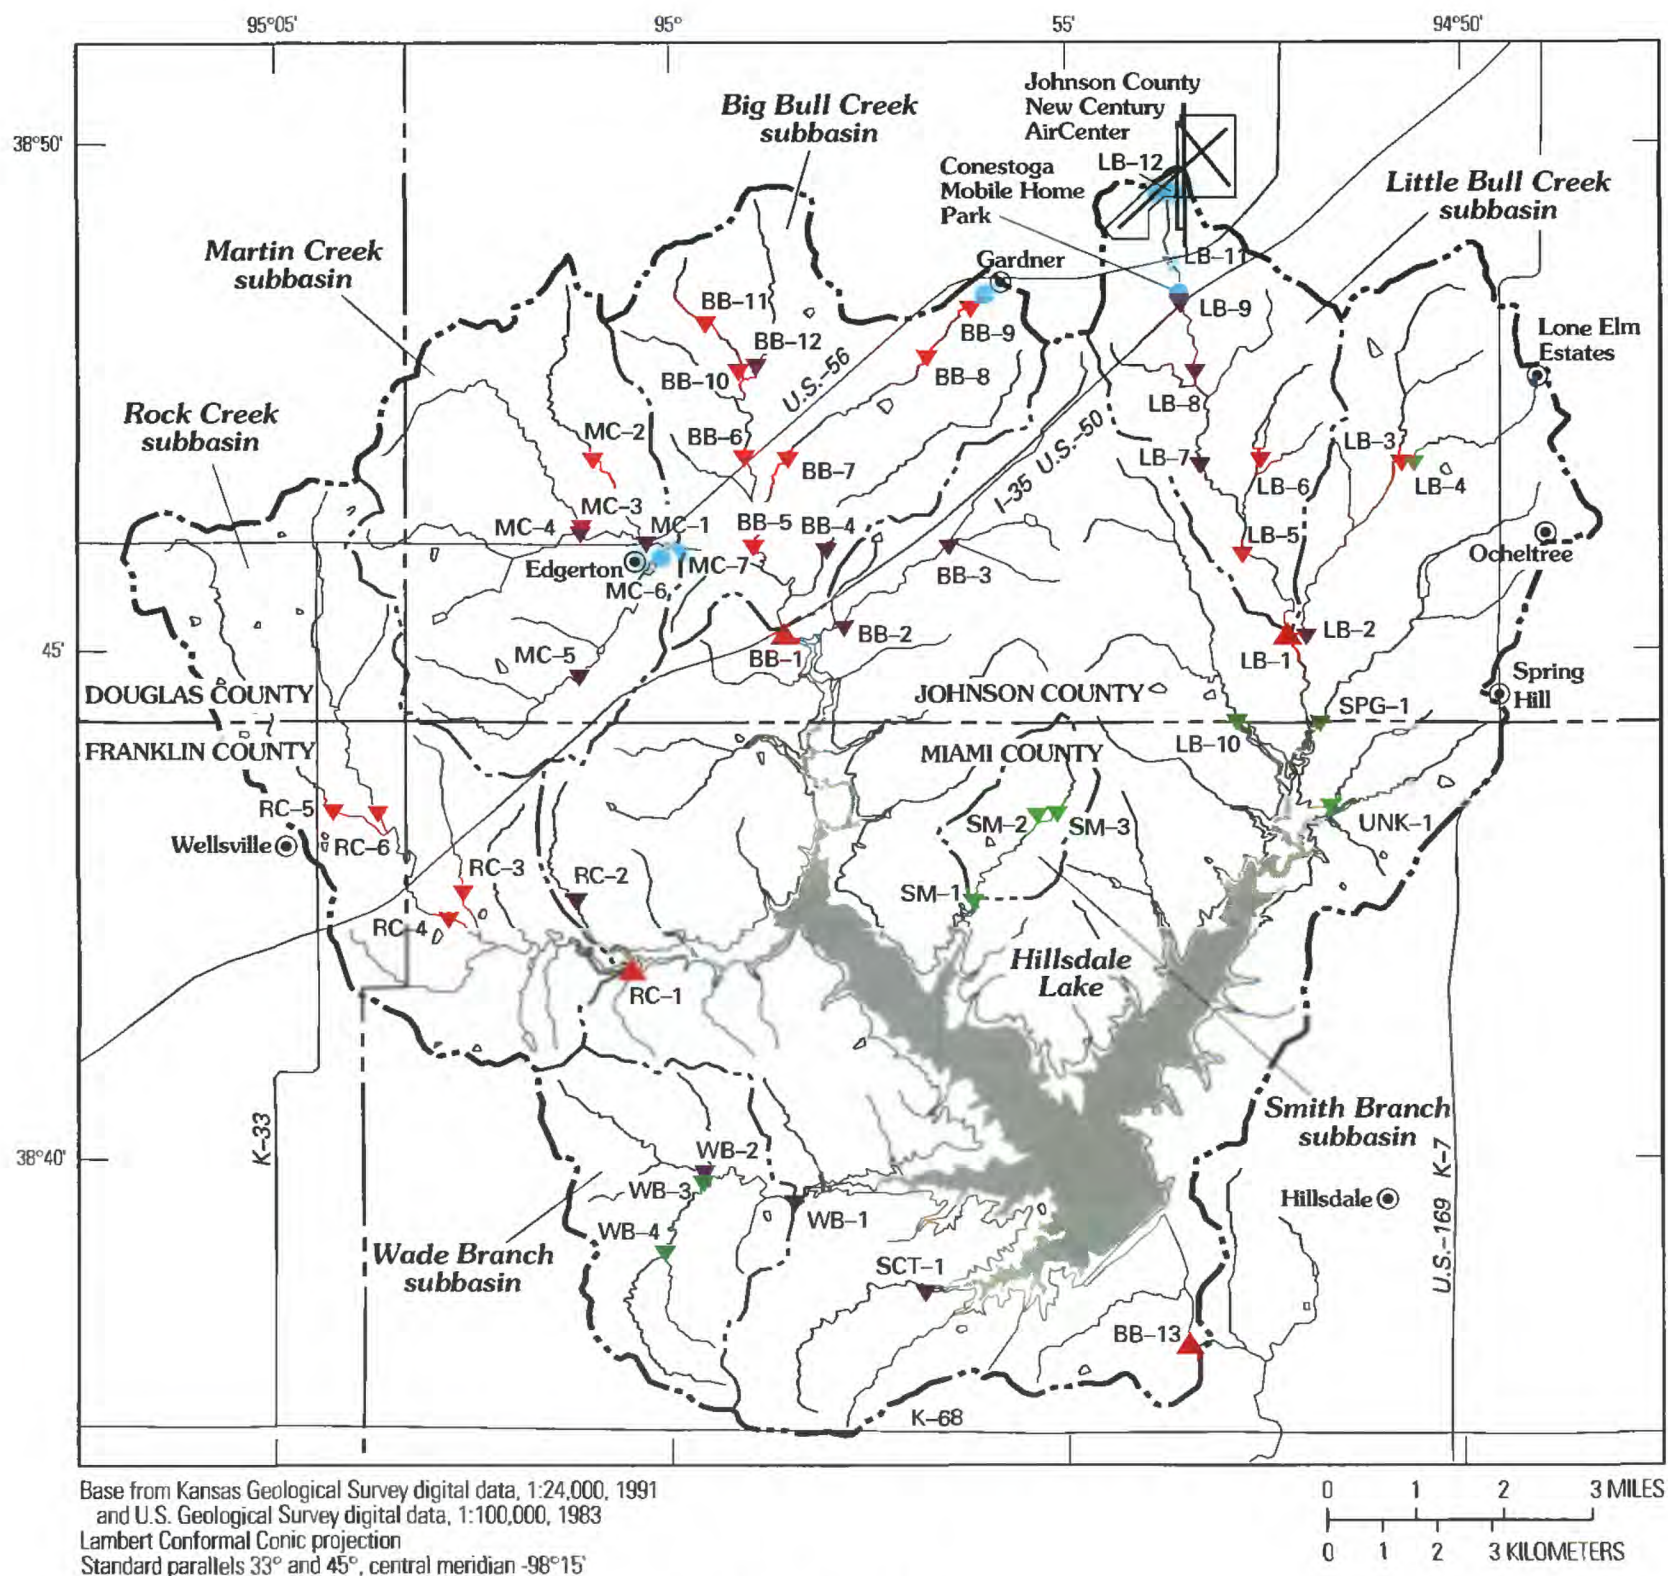 95°05'
95°
55'
94°50'
38°50'
45'
38°40'
Johnson County
New Century
AirCenter
LB–12
Conestoga
Mobile Home
Park
Big Bull Creek
subbasin
Little Bull Creek
subbasin
Martin Creek
subbasin
Gardner
LB–11
LB–9
BB–11
BB–12
BB–10
U.S.–56
BB–9
BB–8
Lone Elm
Estates
Rock Creek
subbasin
LB–8
MC–2
BB–6
BB–7
I–35 U.S.–50
LB–7
LB–6
LB–3
LB–4
MC–4
MC–3
MC–1
BB–5
BB–4
LB–5
Edgerton
MC–7
MC–6
BB–3
Ocheltree
MC–5
BB–1
BB–2
LB–1
LB–2
Spring
Hill
DOUGLAS COUNTY
JOHNSON COUNTY
SPG–1
FRANKLIN COUNTY
MIAMI COUNTY
LB–10
RC–5
Wellsville
RC–6
SM–2
SM–3
UNK–1
RC–3
RC–2
SM–1
RC–4
RC–1
Hillsdale
Lake
K–33
Smith Branch
subbasin
WB–2
WB–3
WB–1
WB–4
Hillsdale
U.S.–169 K–7
Wade Branch
subbasin
SCT–1
BB–13
K–68
Base from Kansas Geological Survey digital data, 1:24,000, 1991
and U.S. Geological Survey digital data, 1:100,000, 1983
Lambert Conformal Conic projection
Standard parallels 33° and 45°, central meridian -98°15'
0 1 2 3 MILES
0 1 2 3 KILOMETERS